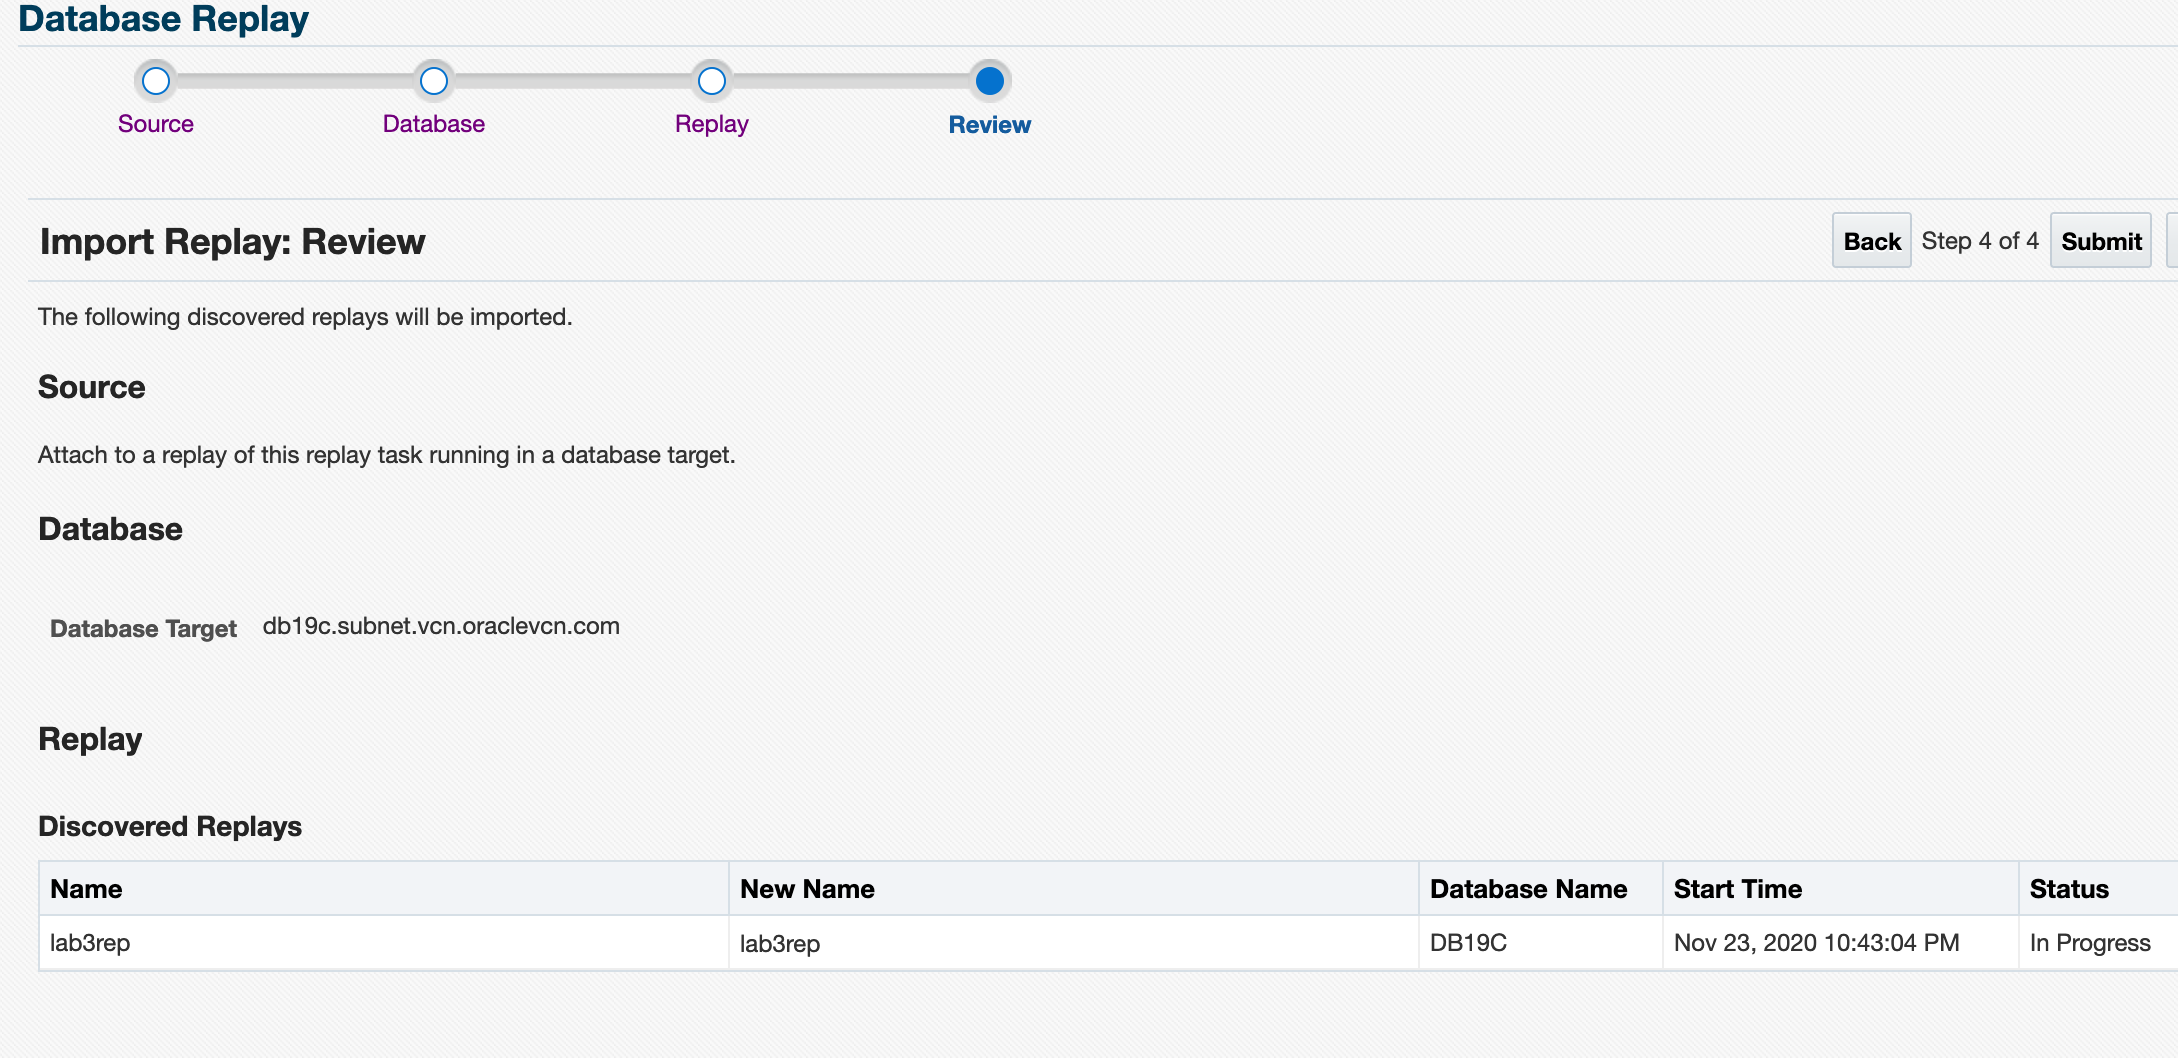 Database Replay
Source Database Replay Review
Import Replay: Review Back Step 4 of 4 Submit
The following discovered replays will be imported.
Source
Attach to a replay of this replay task running in a database target.
Database
Database Target db19c.subnet.vcn.oraclevcn.com
Replay
Discovered Replays
Name New Name Database Name Start Time Status
lab3rep lab3rep DB19C Nov 23, 2020 10:43:04 PM In Progress